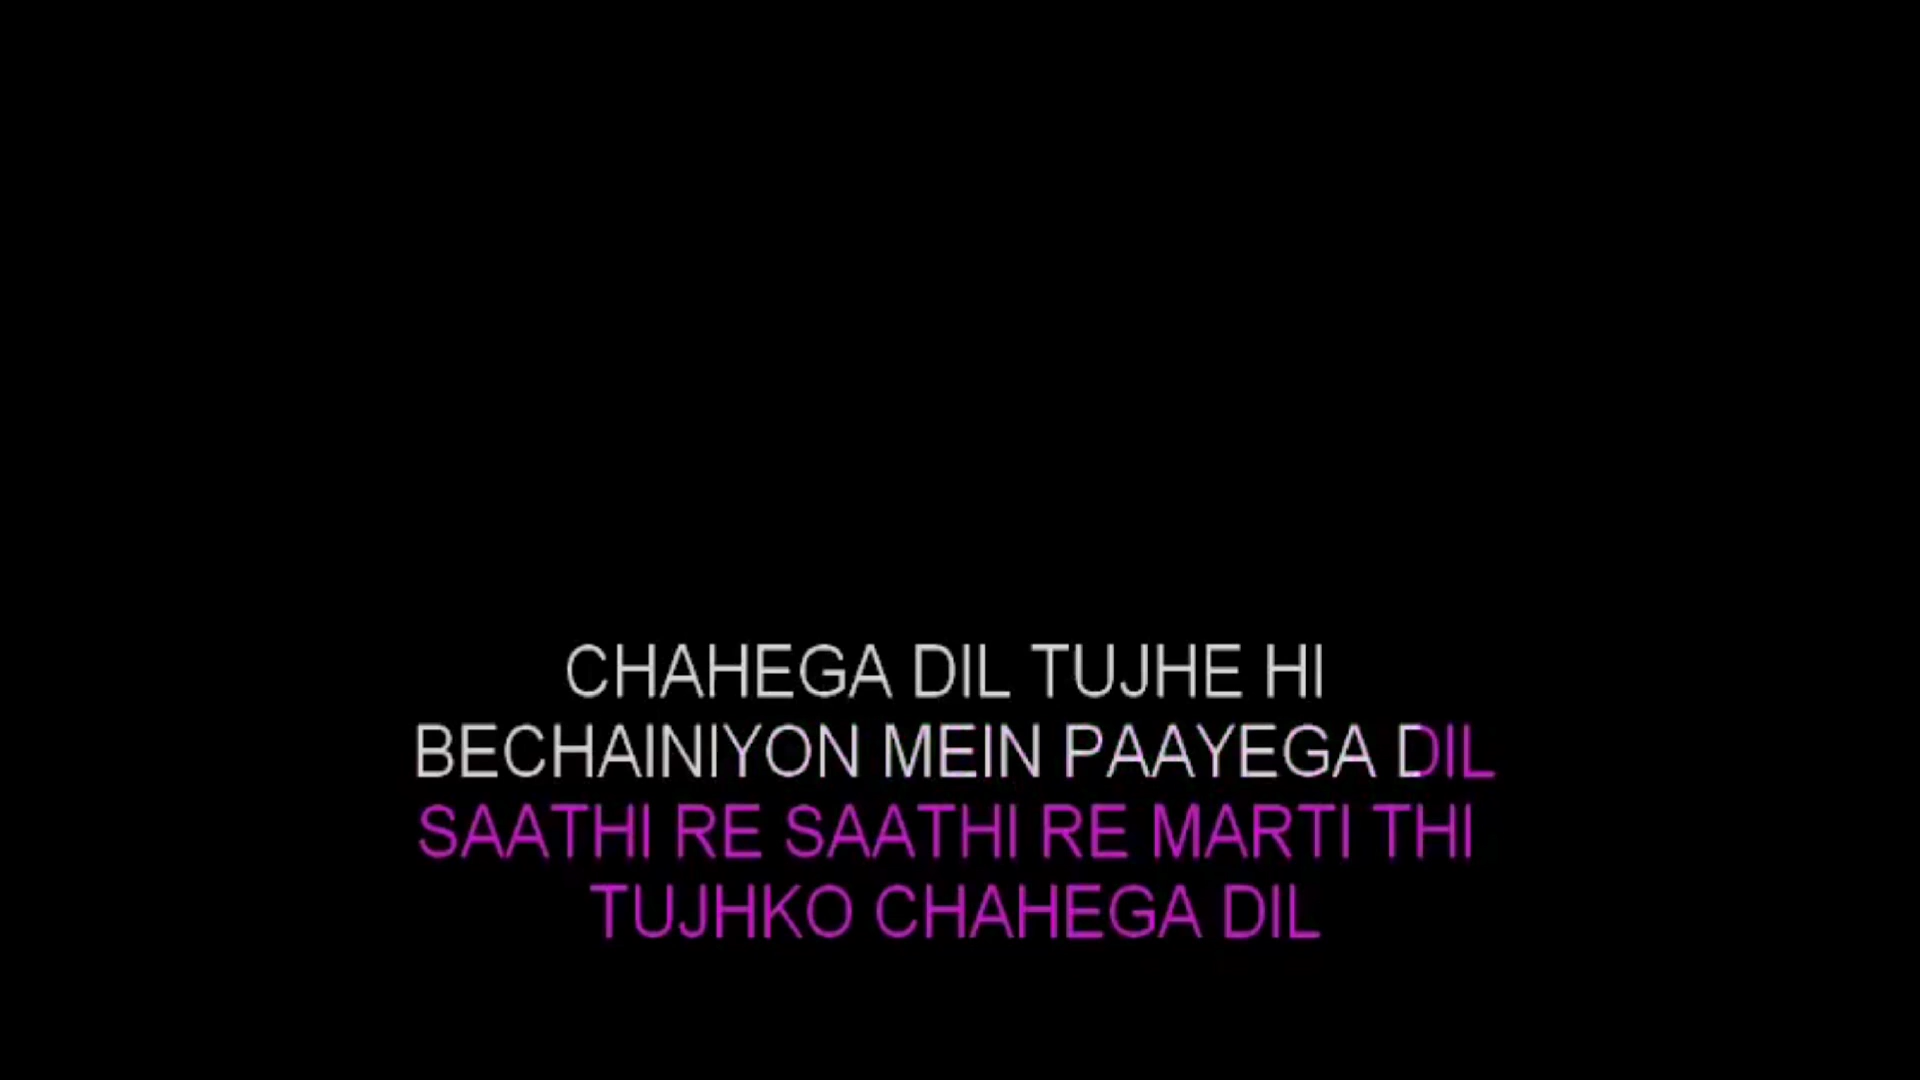 CHAHEGA DIL TUJHE HI
BECHAINIYON MEIN PAAYEGA DIL
SAATHI RE SAATHI RE MARTI THI
TUJHKO CHAHEGA DIL